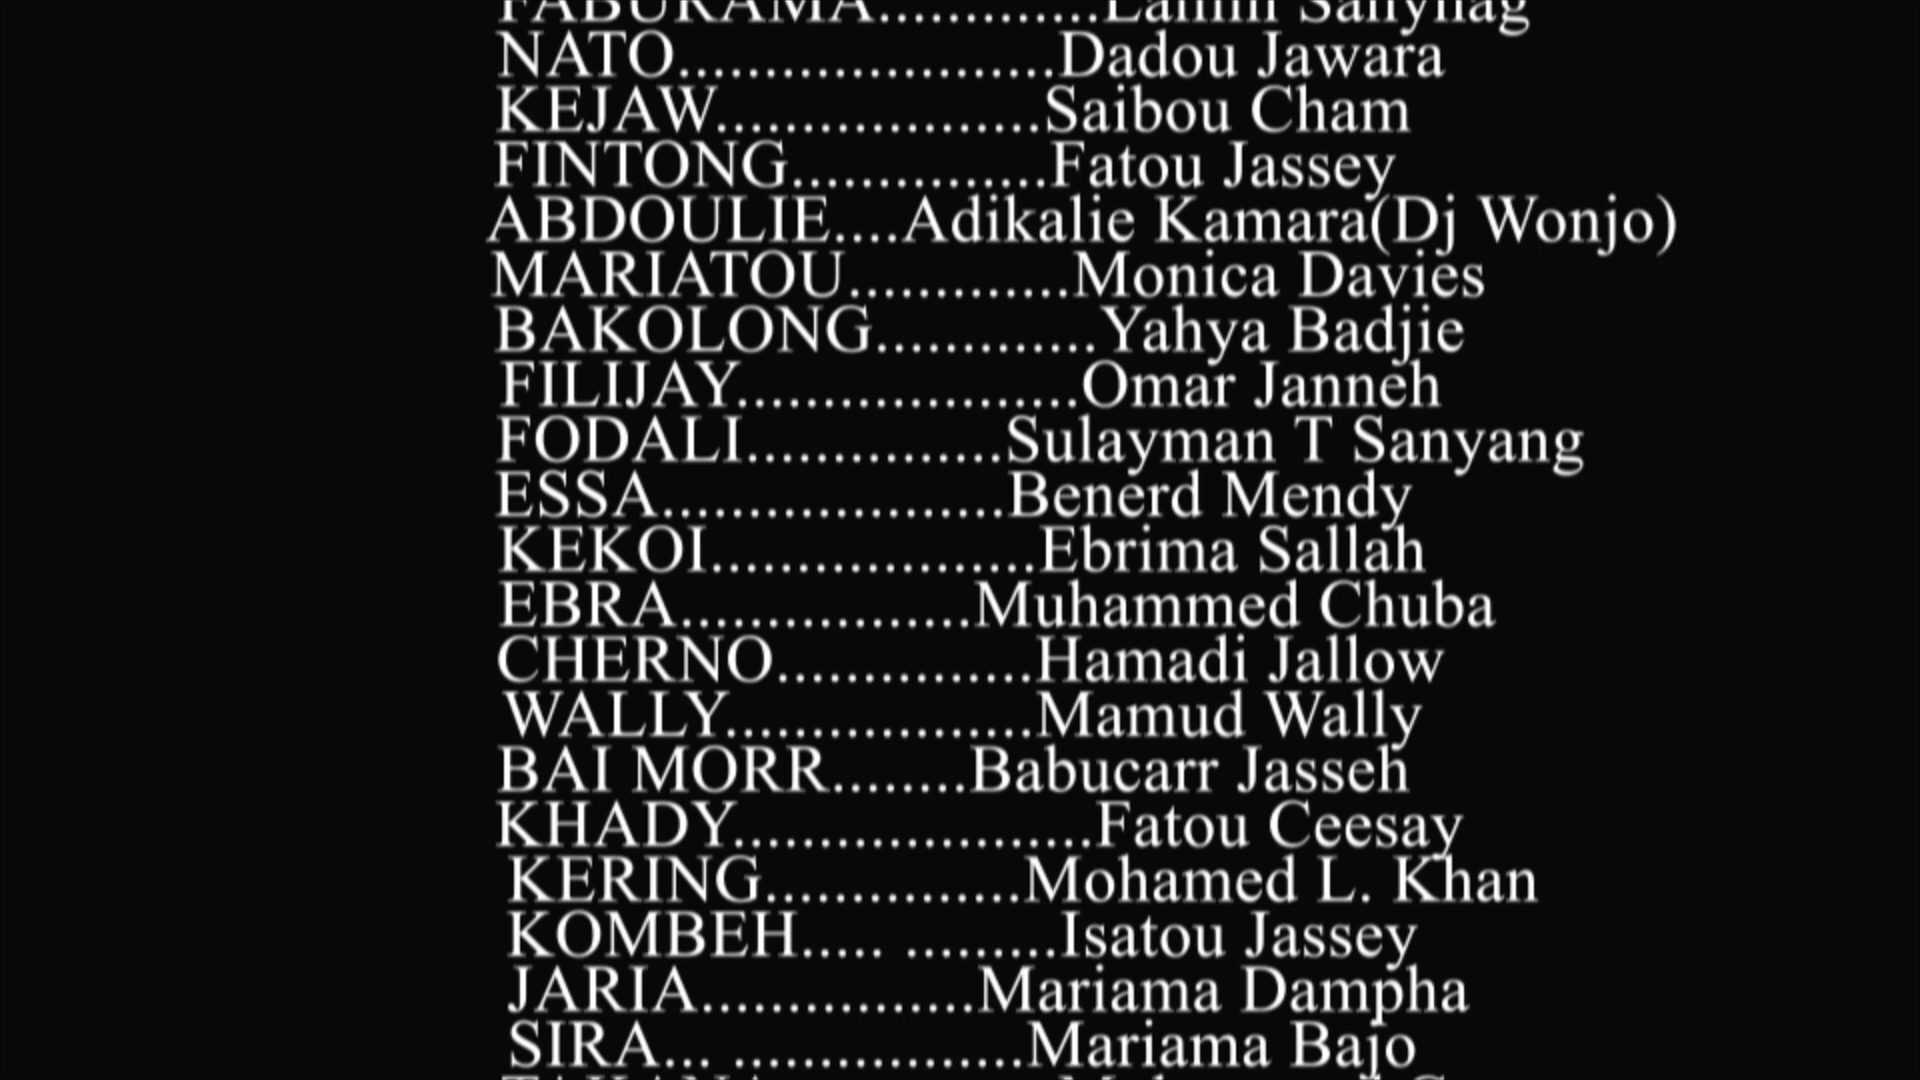 FABURAMA.............Lamin Sanynag
NATO......................Dadou Jawara
KEJAW...................Saibou Cham
FINTONG...............Fatou Jassey
ABDOULIE....Adikalie Kamara(Dj Wonjo)
MARIATOU.............Monica Davies
BAKOLONG.............Yahya Badjie
FILIJAY....................Omar Janneh
FODALI...............Sulayman T Sanyang
ESSA....................Benerd Mendy
KEKOI...................Ebrima Sallah
EBRA.................Muhammed Chuba
CHERNO...............Hamadi Jallow
WALLY..................Mamud Wally
BAI MORR........Babucarr Jasseh
KHADY.....................Fatou Ceesay
KERING...............Mohamed L. Khan
KOMBEH..... .........Isatou Jassey
JARIA................Mariama Dampha
SIRA... .................Mariama Bajo